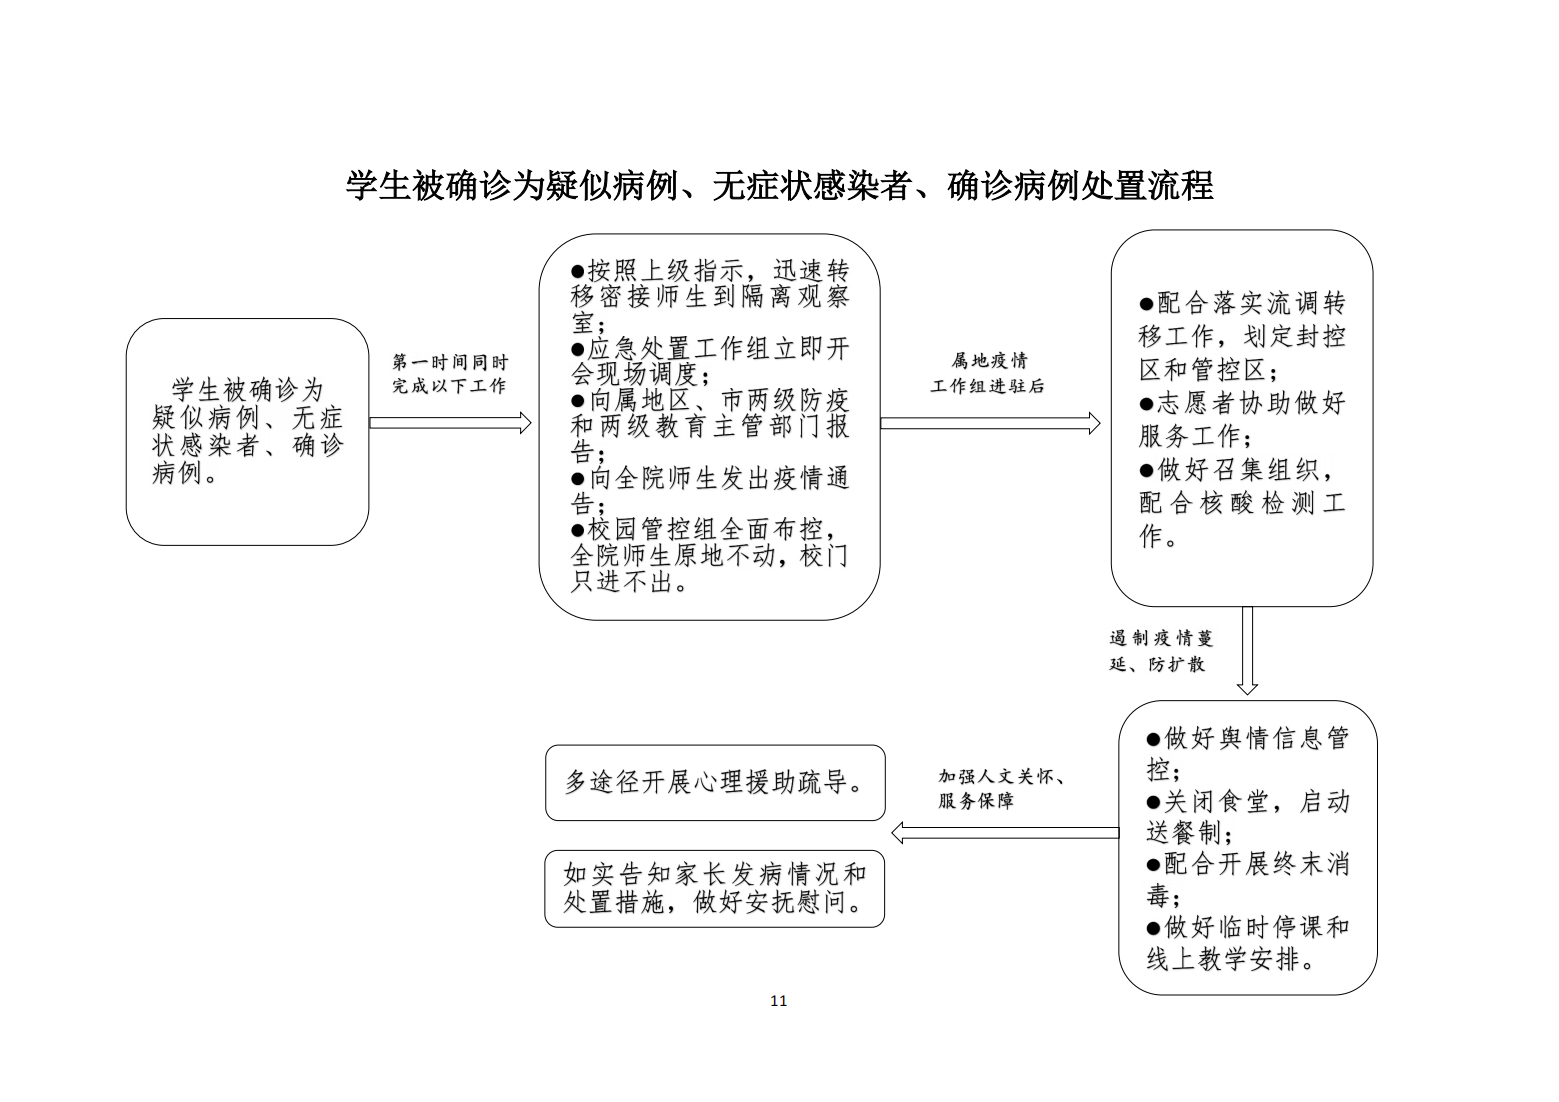 学生被确诊为疑似病例、无症状感染者、确诊病例处置流程
学生被确诊为
疑似病例、无症
状感染者、确诊
病例。
第一时间同时
完成以下工作
●按照上级指示，迅速转
移密接师生到隔离观察
室；
●应急处置工作组立即开
会现场调度；
●向属地区、市两级防疫
和两级教育主管部门报
告；
●向全院师生发出疫情通
告；
●校园管控组全面布控，
全院师生原地不动，校门
只进不出。
属地疫情
工作组进驻后
●配合落实流调转
移工作，划定封控
区和管控区；
●志愿者协助做好
服务工作；
●做好召集组织，
配合核酸检测工
作。
遏制疫情蔓
延、防扩散
●做好舆情信息管
控；
●关闭食堂，启动
送餐制；
●配合开展终末消
毒；
●做好临时停课和
线上教学安排。
加强人文关怀、
服务保障
多途径开展心理援助疏导。
如实告知家长发病情况和
处置措施，做好安抚慰问。
11